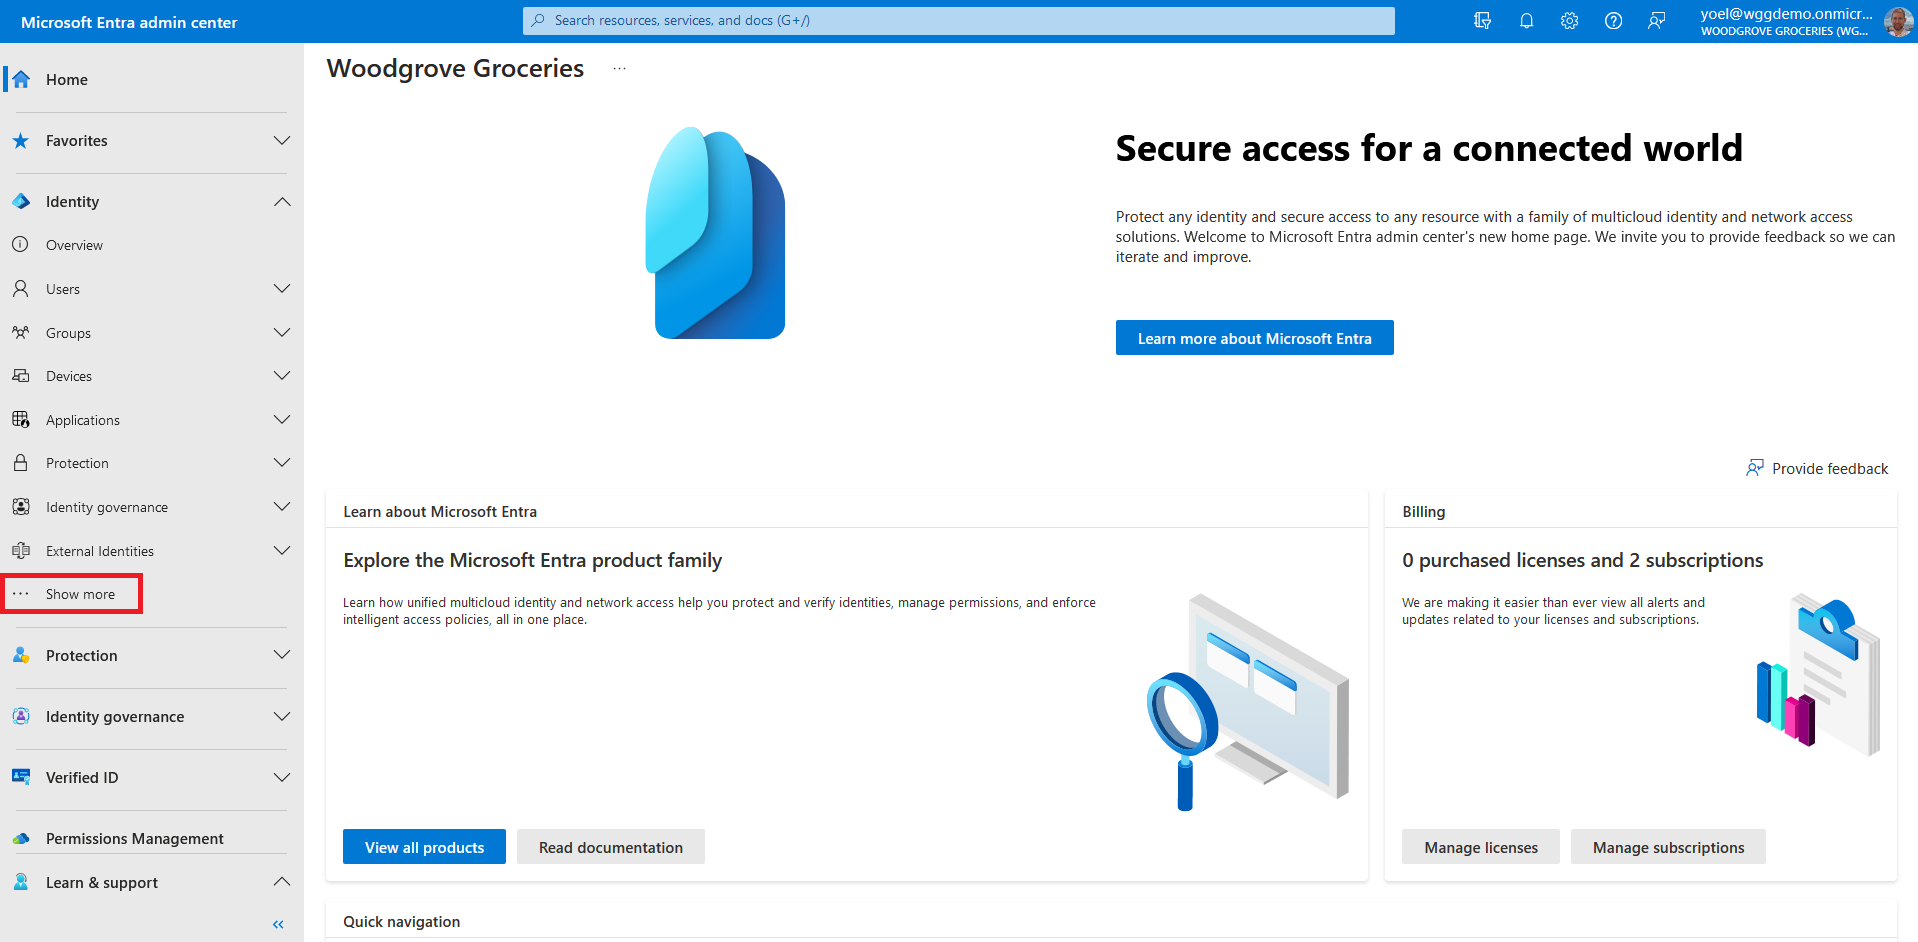 Microsoft Entra admin center
Search resources, services, and docs (G+/)
yoel@wggdemo.onmicr...
WOODGROVE GROCERIES (WG...
Home
Favorites
Identity
Overview
Users
Groups
Devices
Applications
Protection
Identity governance
External Identities
Show more
Protection
Identity governance
Verified ID
Permissions Management
Learn & support
Woodgrove Groceries ...
Secure access for a connected world
Protect any identity and secure access to any resource with a family of multicloud identity and network access
solutions. Welcome to Microsoft Entra admin center's new home page. We invite you to provide feedback so we can
iterate and improve.
Learn more about Microsoft Entra
Provide feedback
Learn about Microsoft Entra
Explore the Microsoft Entra product family
Learn how unified multicloud identity and network access help you protect and verify identities, manage permissions, and enforce
intelligent access policies, all in one place.
View all products
Read documentation
Billing
0 purchased licenses and 2 subscriptions
We are making it easier than ever view all alerts and
updates related to your licenses and subscriptions.
Manage licenses
Manage subscriptions
Quick navigation